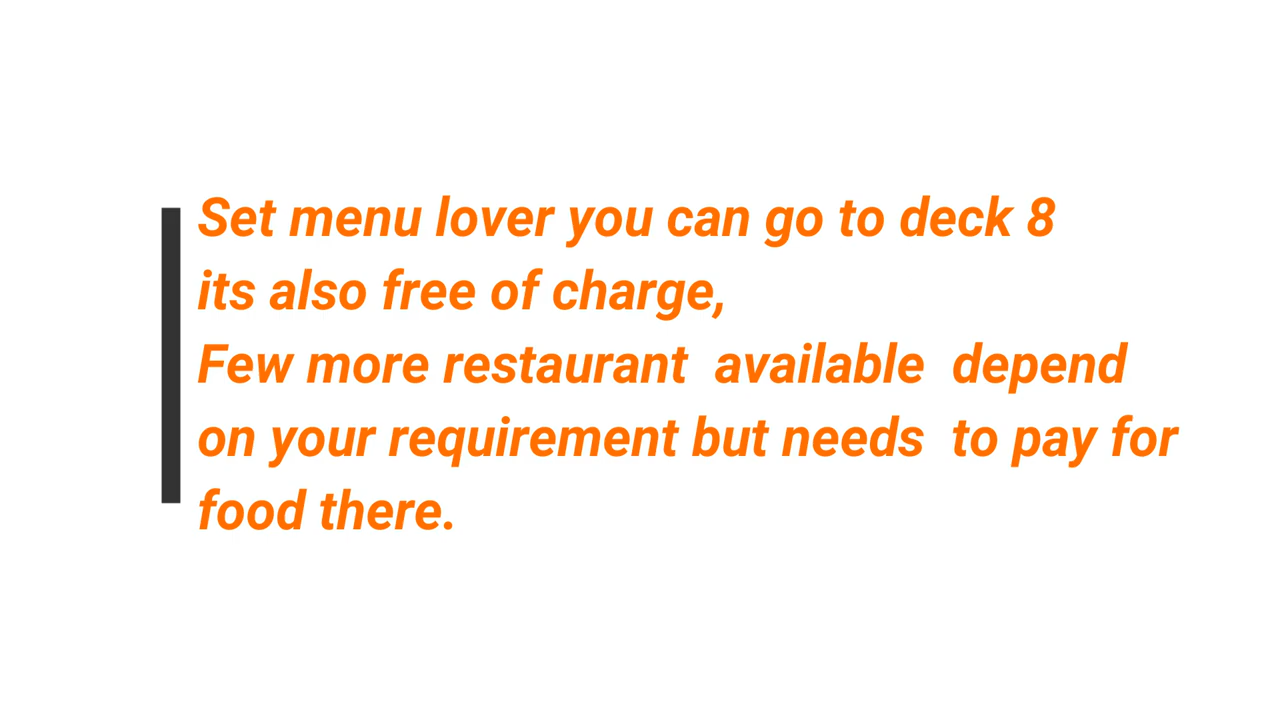 Set menu lover you can go to deck 8
its also free of charge,
Few more restaurant  available  depend
on your requirement but needs  to pay for
food there.